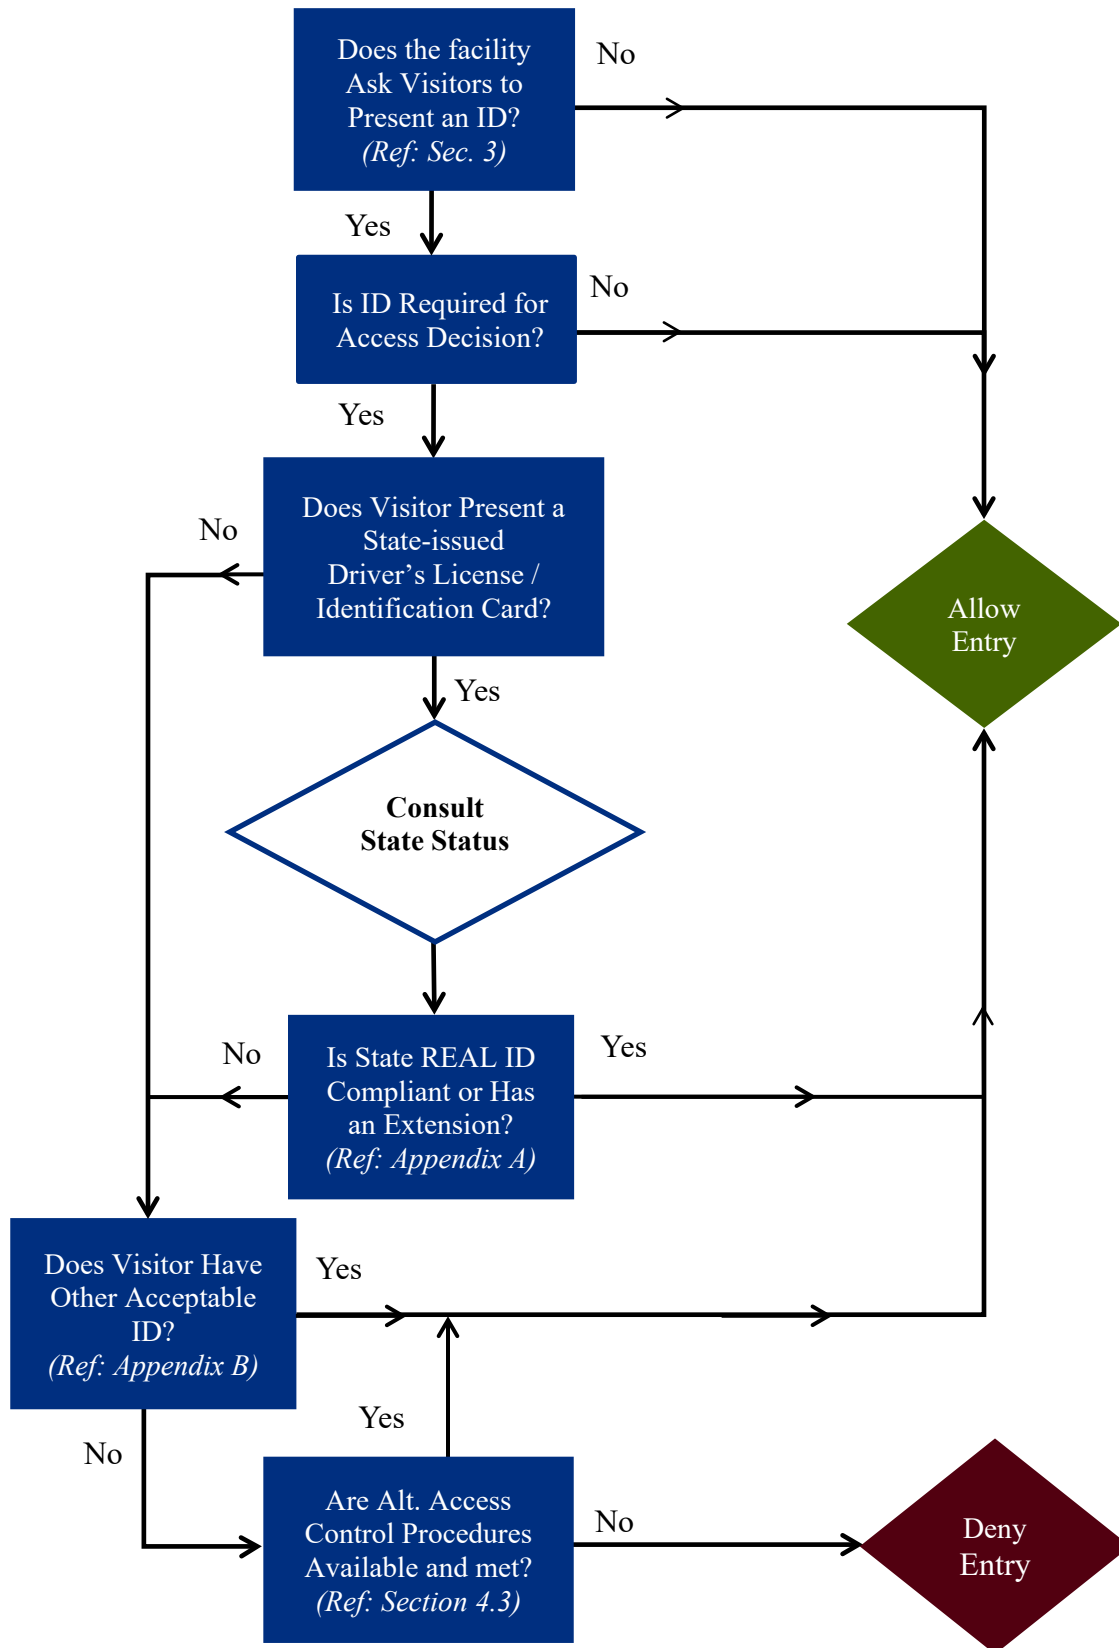 Does the facility
Ask Visitors to
Present an ID?
(Ref: Sec. 3)
No
Yes
Is ID Required for
Access Decision?
No
Yes
Does Visitor Present a
State-issued
Driver’s License /
Identification Card?
No
Allow
Entry
Yes
Consult
State Status
Is State REAL ID
Compliant or Has
an Extension?
(Ref: Appendix A)
No
Yes
Does Visitor Have
Other Acceptable
ID?
(Ref: Appendix B)
Yes
No
Yes
Are Alt. Access
Control Procedures
Available and met?
(Ref: Section 4.3)
No
Deny
Entry